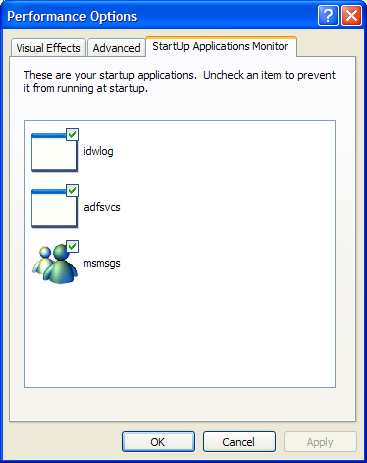 Performance Options
Visual Effects
Advanced
StartUp Applications Monitor
These are your startup applications.  Uncheck an item to prevent
it from running at startup.
idwlog
adfsvcs
msmsgs
OK
Cancel
Apply